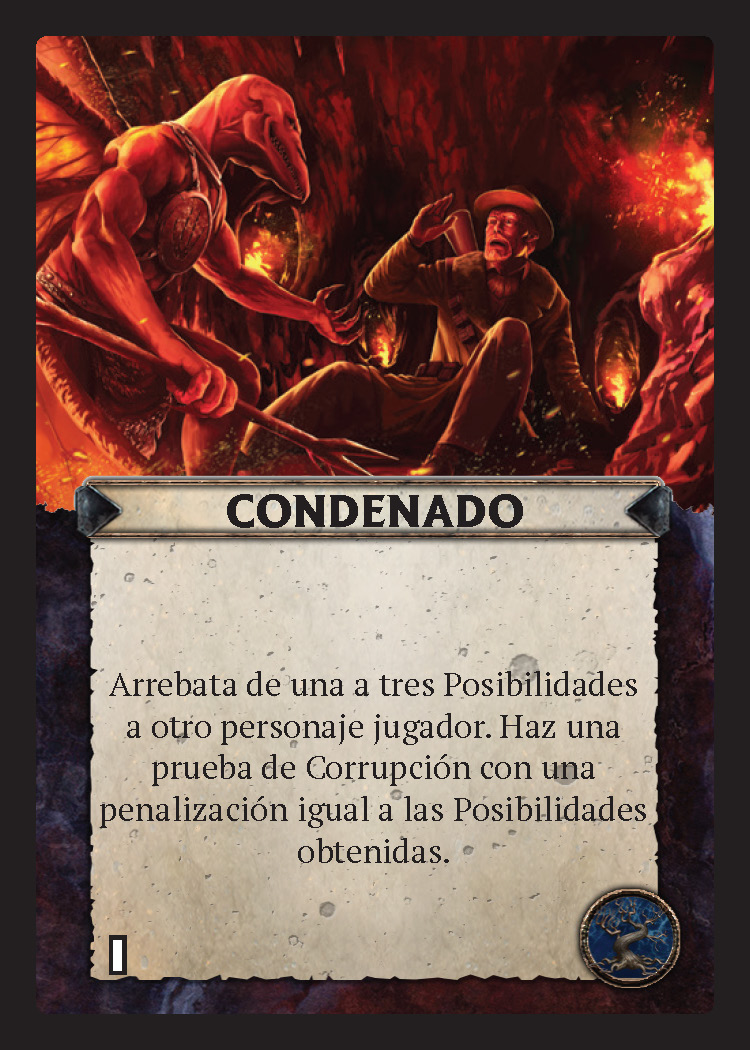 CONDENADO
Arrebata de una a tres Posibilidades
a otro personaje jugador. Haz una
prueba de Corrupción con una
penalización igual a las Posibilidades
obtenidas.